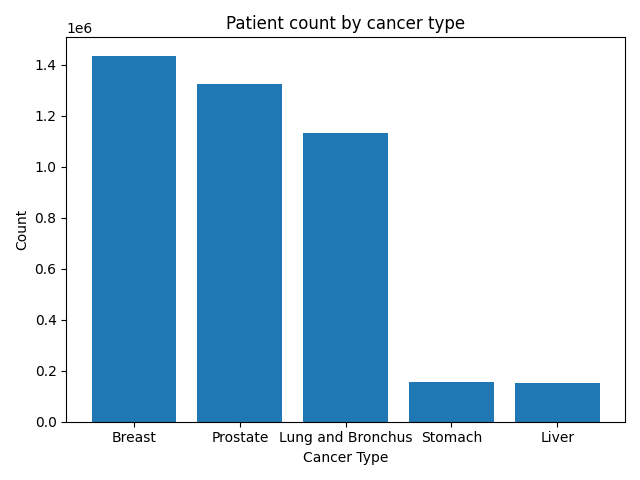 Patient count by cancer type
1e6
1.4
1.2
1.0
0.8
0.6
0.4
0.2
0.0
Count
Breast Prostate Lung and Bronchus Stomach Liver
Cancer Type